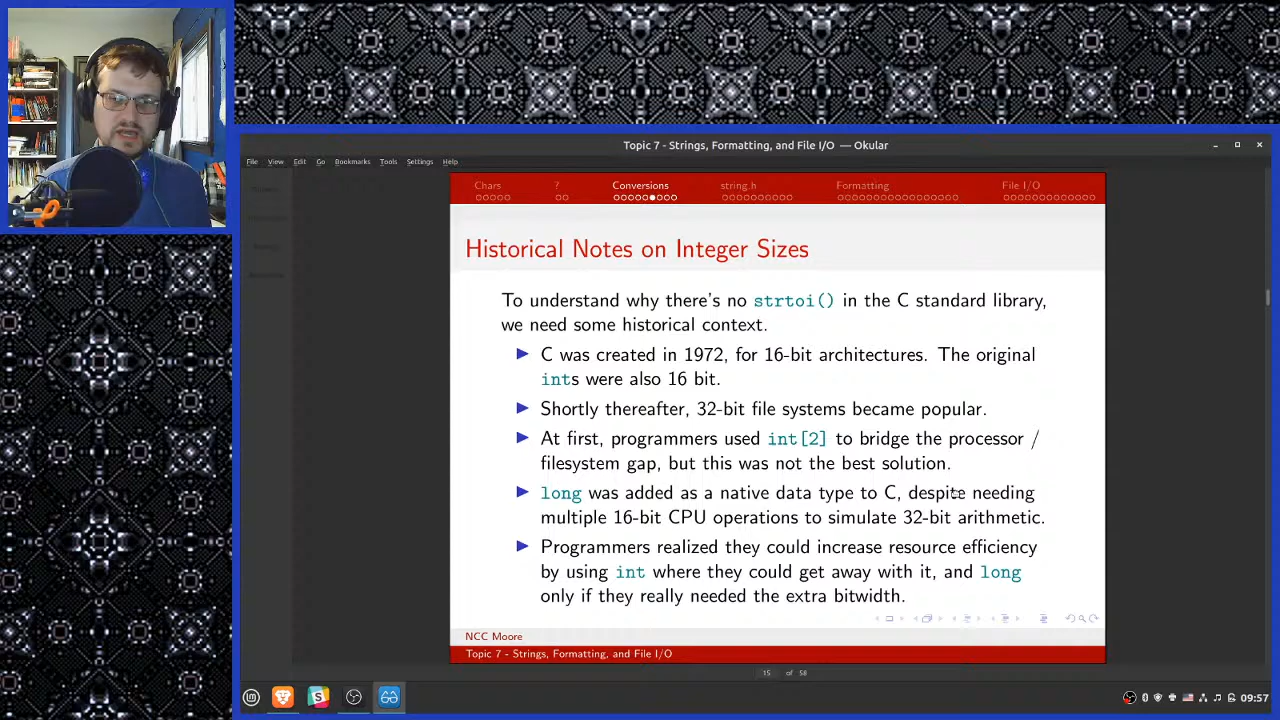 Topic 7 - Strings, Formatting, and File I/O — Okular
File View Edit Go Bookmarks Tools Settings Help
Chars ? Conversions string.h Formatting File I/O
Historical Notes on Integer Sizes
To understand why there's no strtoi() in the C standard library,
we need some historical context.
C was created in 1972, for 16-bit architectures. The original
ints were also 16 bit.
Shortly thereafter, 32-bit file systems became popular.
At first, programmers used int[2] to bridge the processor /
filesystem gap, but this was not the best solution.
long was added as a native data type to C, despite needing
multiple 16-bit CPU operations to simulate 32-bit arithmetic.
Programmers realized they could increase resource efficiency
by using int where they could get away with it, and long
only if they really needed the extra bitwidth.
NCC Moore
Topic 7 - Strings, Formatting, and File I/O
15 of 58
09:57